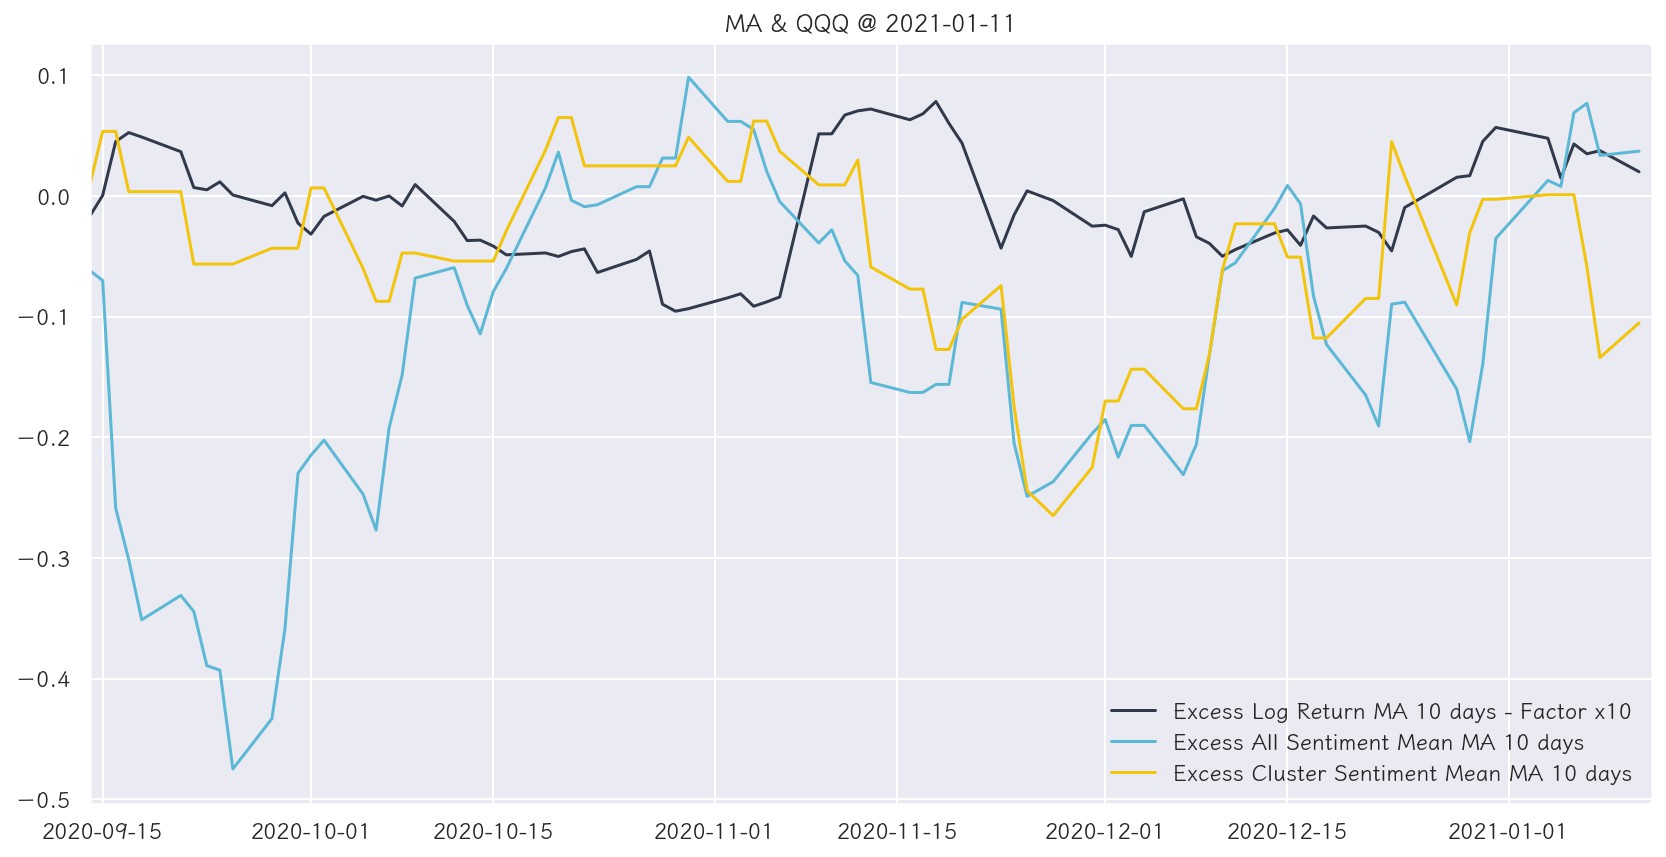 MA & QQQ @ 2021-01-11
0.1
0.0
−0.1
−0.2
−0.3
−0.4
−0.5
Excess Log Return MA 10 days - Factor x10
Excess All Sentiment Mean MA 10 days
Excess Cluster Sentiment Mean MA 10 days
2020-09-15 2020-10-01 2020-10-15 2020-11-01 2020-11-15 2020-12-01 2020-12-15 2021-01-01